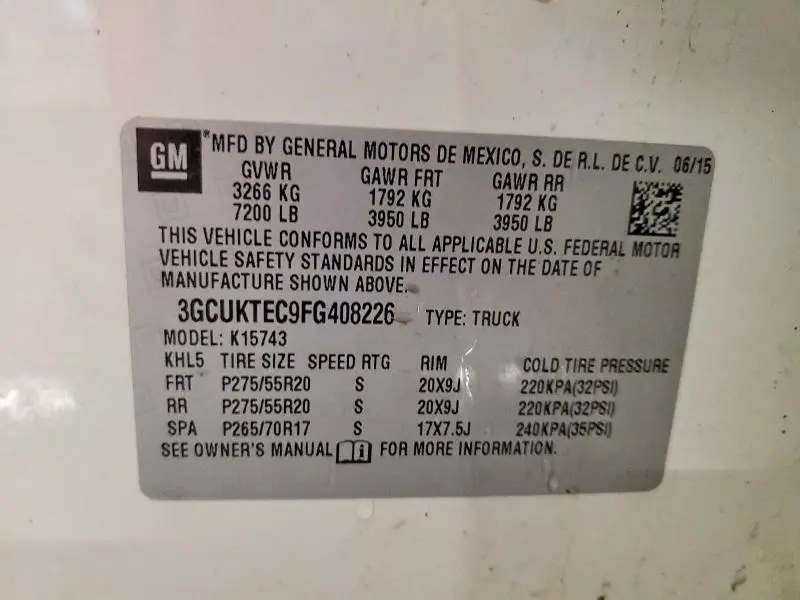 GM
*MFD BY GENERAL MOTORS DE MEXICO, S. DE R.L. DE C.V. 06/15
GVWR GAWR FRT GAWR RR
3266 KG 1792 KG 1792 KG
7200 LB 3950 LB 3950 LB
THIS VEHICLE CONFORMS TO ALL APPLICABLE U.S. FEDERAL MOTOR
VEHICLE SAFETY STANDARDS IN EFFECT ON THE DATE OF
MANUFACTURE SHOWN ABOVE.
3GCUKTEC9FG408226 TYPE: TRUCK
MODEL: K15743
KHL5 TIRE SIZE SPEED RTG RIM COLD TIRE PRESSURE
FRT P275/55R20 S 20X9J 220KPA(32PSI)
RR P275/55R20 S 20X9J 220KPA(32PSI)
SPA P265/70R17 S 17X7.5J 240KPA(35PSI)
SEE OWNER'S MANUAL FOR MORE INFORMATION.